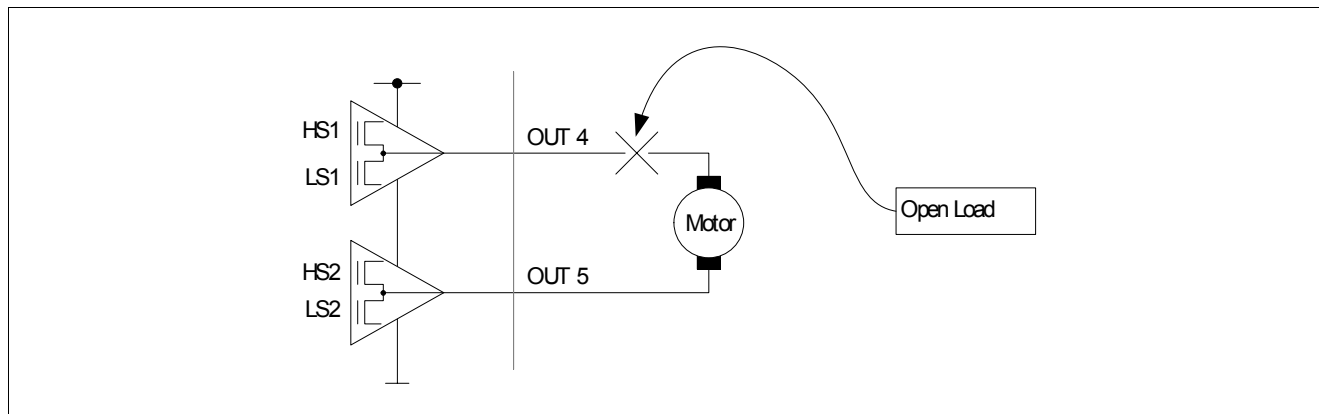 HS1
LS1
OUT 4
Motor
Open Load
HS2
LS2
OUT 5